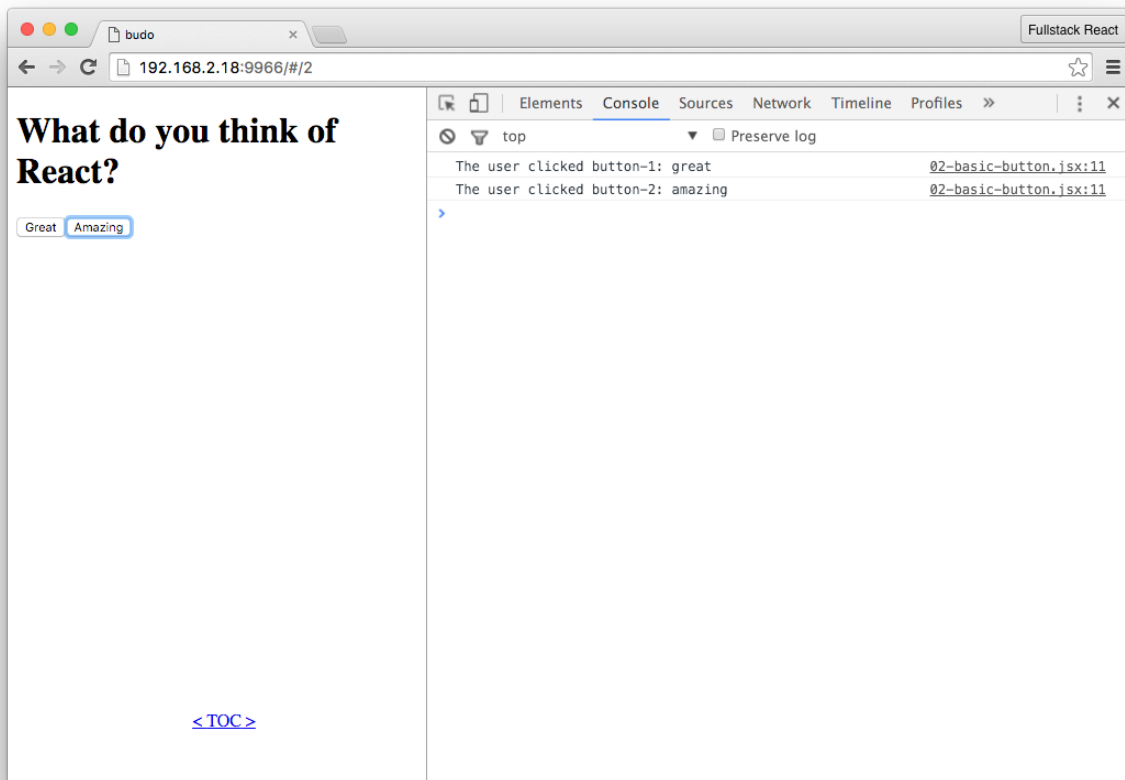 budo
Fullstack React
192.168.2.18:9966/#/2
Elements Console Sources Network Timeline Profiles »
top Preserve log
What do you think of
React?
Great Amazing
The user clicked button-1: great 02-basic-button.jsx:11
The user clicked button-2: amazing 02-basic-button.jsx:11
>
< TOC >